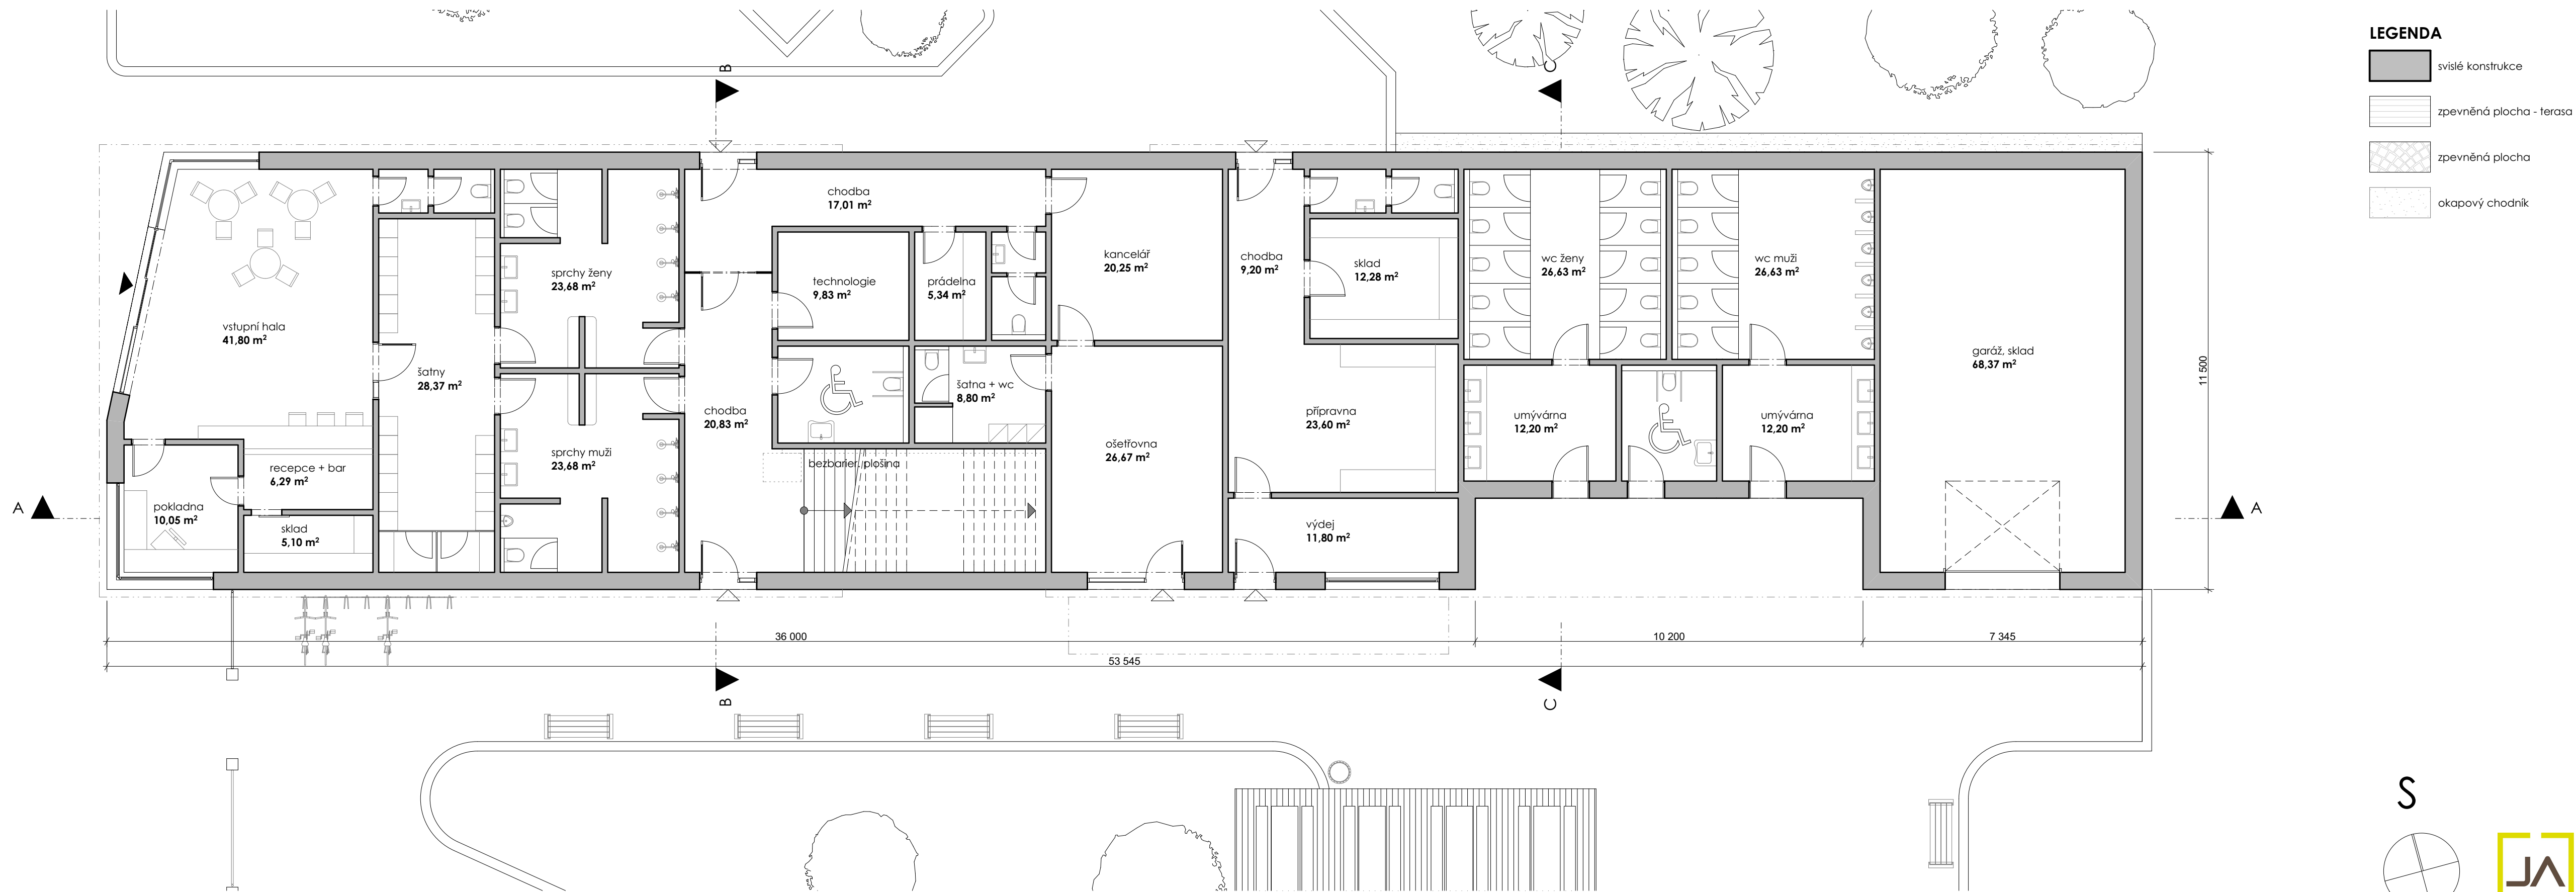 LEGENDA
svislé konstrukce
zpevněná plocha - terasa
zpevněná plocha
okapový chodník
B
C
chodba
17,01 m²
sprchy ženy
23,68 m²
technologie
9,83 m²
prádelna
5,34 m²
kancelář
20,25 m²
chodba
9,20 m²
sklad
12,28 m²
wc ženy
26,63 m²
wc muži
26,63 m²
vstupní hala
41,80 m²
šatny
28,37 m²
garáž, sklad
68,37 m²
11 500
šatna + wc
8,80 m²
chodba
20,83 m²
přípravna
23,60 m²
umývárna
12,20 m²
umývárna
12,20 m²
ošetřovna
26,67 m²
sprchy muži
23,68 m²
bezbarier. plošina
recepce + bar
6,29 m²
pokladna
10,05 m²
sklad
5,10 m²
výdej
11,80 m²
A
A
36 000
10 200
7 345
53 545
B
C
S
JA